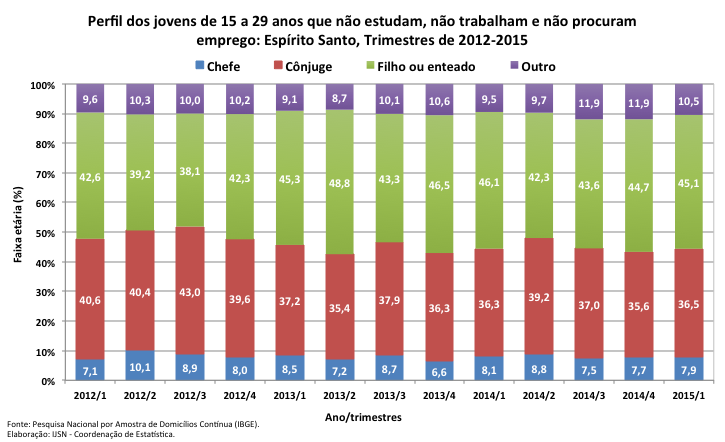 Perfil dos jovens de 15 a 29 anos que não estudam, não trabalham e não procuram
emprego: Espírito Santo, Trimestres de 2012-2015
Chefe Cônjuge Filho ou enteado Outro
100%
90%
80%
70%
60%
50%
40%
30%
20%
10%
0%
Faixa etária (%)
9,6 10,3 10,0 10,2 9,1 8,7 10,1 10,6 9,5 9,7 11,9 11,9 10,5
42,6 39,2 38,1 42,3 45,3 48,8 43,3 46,5 46,1 42,3 43,6 44,7 45,1
40,6 40,4 43,0 39,6 37,2 35,4 37,9 36,3 36,3 39,2 37,0 35,6 36,5
7,1 10,1 8,9 8,0 8,5 7,2 8,7 6,6 8,1 8,8 7,5 7,7 7,9
2012/1 2012/2 2012/3 2012/4 2013/1 2013/2 2013/3 2013/4 2014/1 2014/2 2014/3 2014/4 2015/1
Ano/trimestres
Fonte: Pesquisa Nacional por Amostra de Domicílios Contínua (IBGE).
Elaboração: IJSN - Coordenação de Estatística.